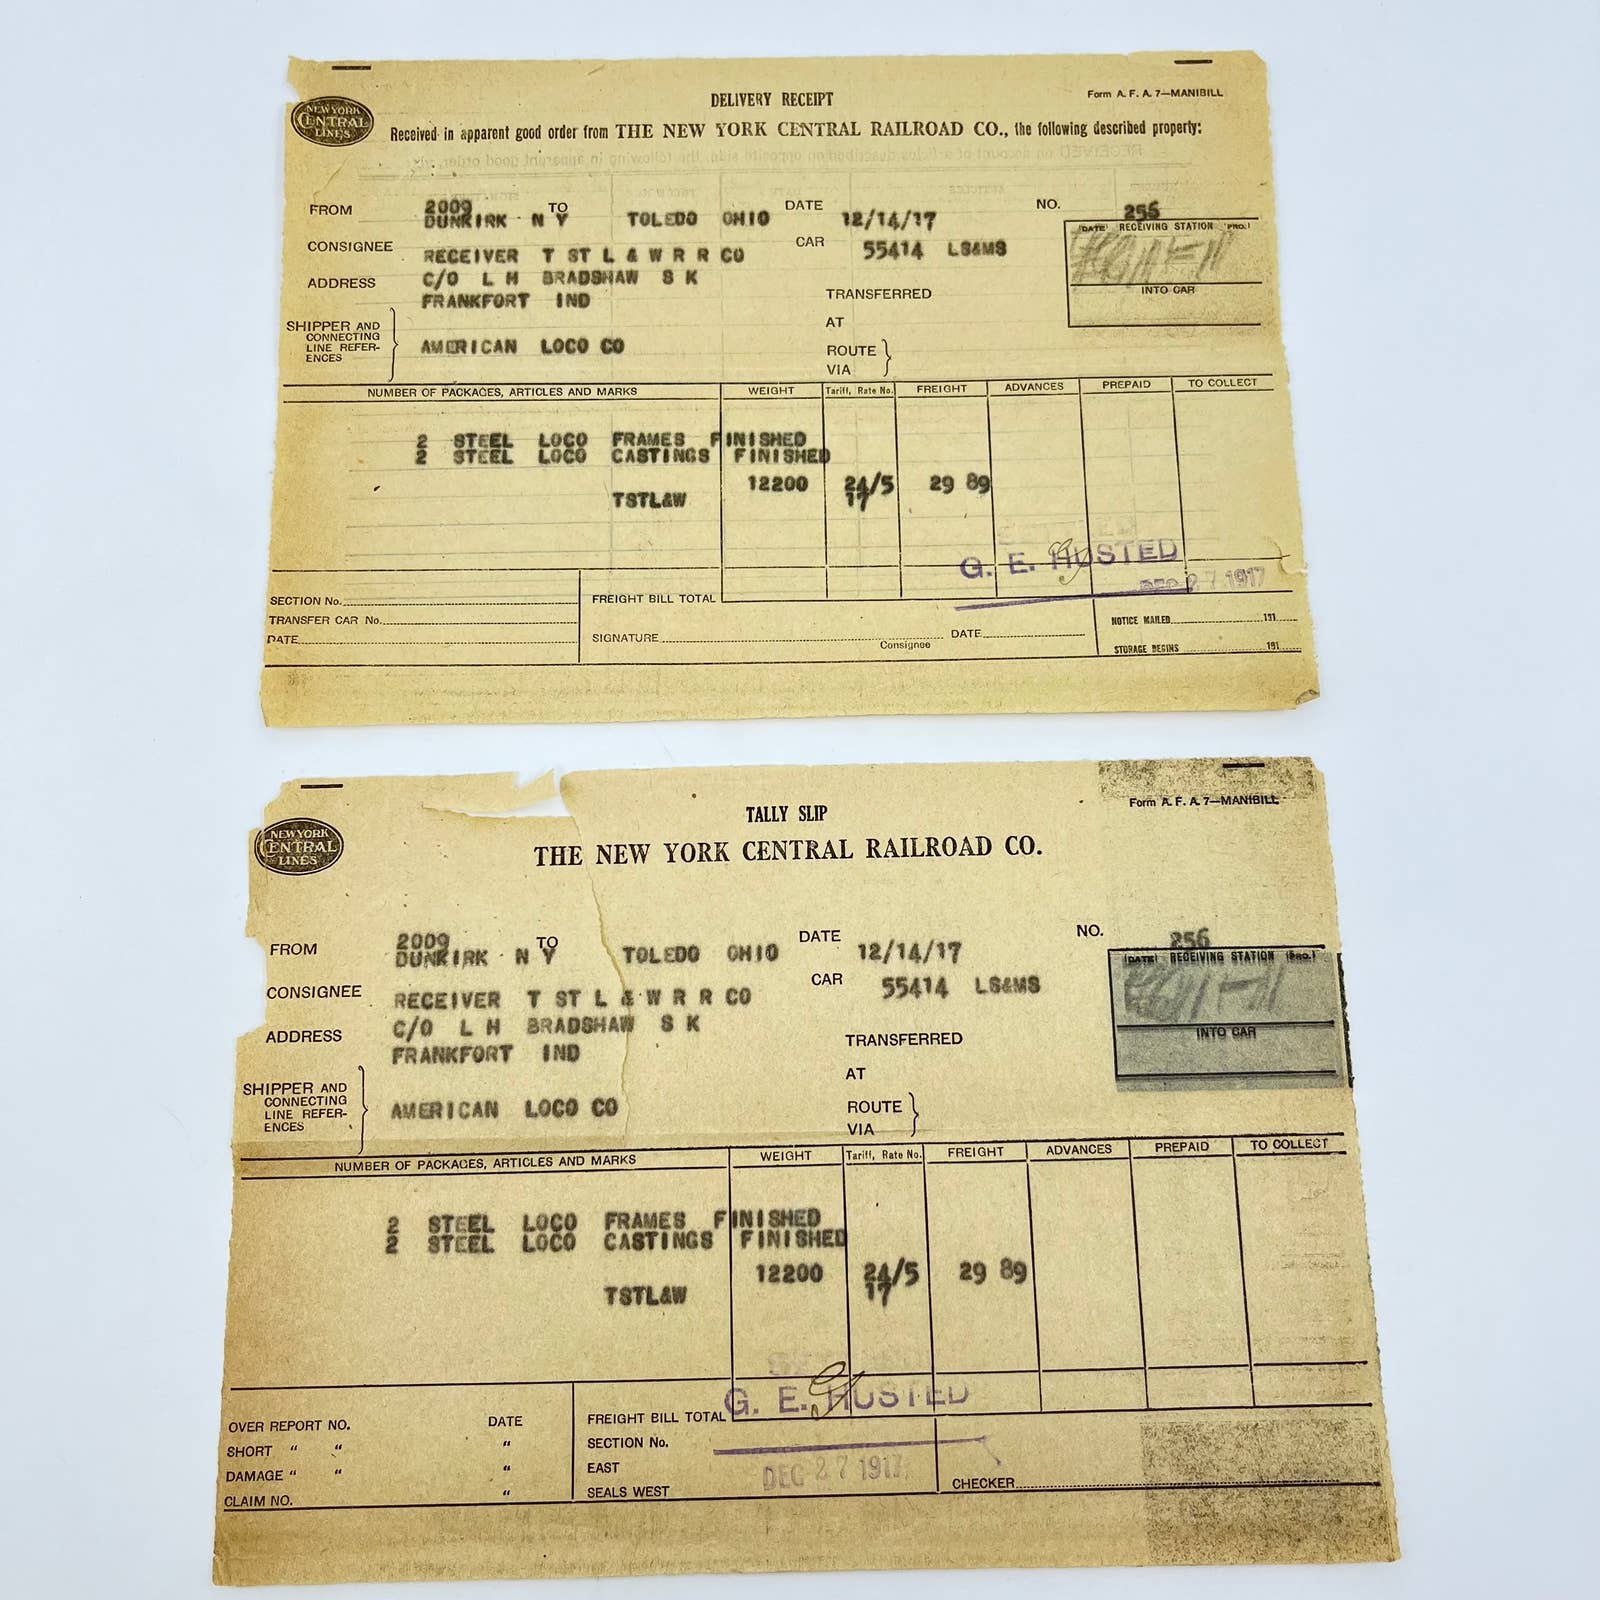 NEW YORK
CENTRAL
LINES
DELIVERY RECEIPT
Form A. F. A. 7—MANIBILL
Received in apparent good order from THE NEW YORK CENTRAL RAILROAD CO., the following described property:
FROM 2009 TO DATE NO. 256
DUNKIRK N Y TOLEDO OHIO 12/14/17
(DATE) RECEIVING STATION (PRO.)
CONSIGNEE RECEIVER T ST L & W R R CO CAR 55414 LS&MS
ADDRESS C/O L H BRADSHAW S K
FRANKFORT IND TRANSFERRED INTO CAR
AT
SHIPPER AND
CONNECTING
LINE REFER-
ENCES
AMERICAN LOCO CO
ROUTE
VIA
NUMBER OF PACKAGES, ARTICLES AND MARKS WEIGHT Tariff, Rate No. FREIGHT ADVANCES PREPAID TO COLLECT
2 STEEL LOCO FRAMES FINISHED
2 STEEL LOCO CASTINGS FINISHED
12200 24/5 29 89
TSTL&W 17
G. E. HUSTED
DEC 27 1917
SECTION No. FREIGHT BILL TOTAL
TRANSFER CAR No. NOTICE MAILED 191
DATE SIGNATURE DATE
Consignee STORAGE BEGINS 191
NEW YORK
CENTRAL
LINES
TALLY SLIP
Form A. F. A. 7—MANIBILL
THE NEW YORK CENTRAL RAILROAD CO.
FROM 2009 TO DATE NO. 256
DUNKIRK N Y TOLEDO OHIO 12/14/17
(DATE) RECEIVING STATION (PRO.)
CONSIGNEE RECEIVER T ST L & W R R CO CAR 55414 LS&MS
ADDRESS C/O L H BRADSHAW S K INTO CAR
FRANKFORT IND TRANSFERRED
AT
SHIPPER AND
CONNECTING
LINE REFER-
ENCES
AMERICAN LOCO CO
ROUTE
VIA
NUMBER OF PACKAGES, ARTICLES AND MARKS WEIGHT Tariff, Rate No. FREIGHT ADVANCES PREPAID TO COLLECT
2 STEEL LOCO FRAMES FINISHED
2 STEEL LOCO CASTINGS FINISHED
12200 24/5 29 89
TSTL&W 17
G. E. HUSTED
OVER REPORT NO. DATE FREIGHT BILL TOTAL
SHORT " " " SECTION No.
DAMAGE " " " EAST
DEC 27 1917
CLAIM NO. " SEALS WEST CHECKER